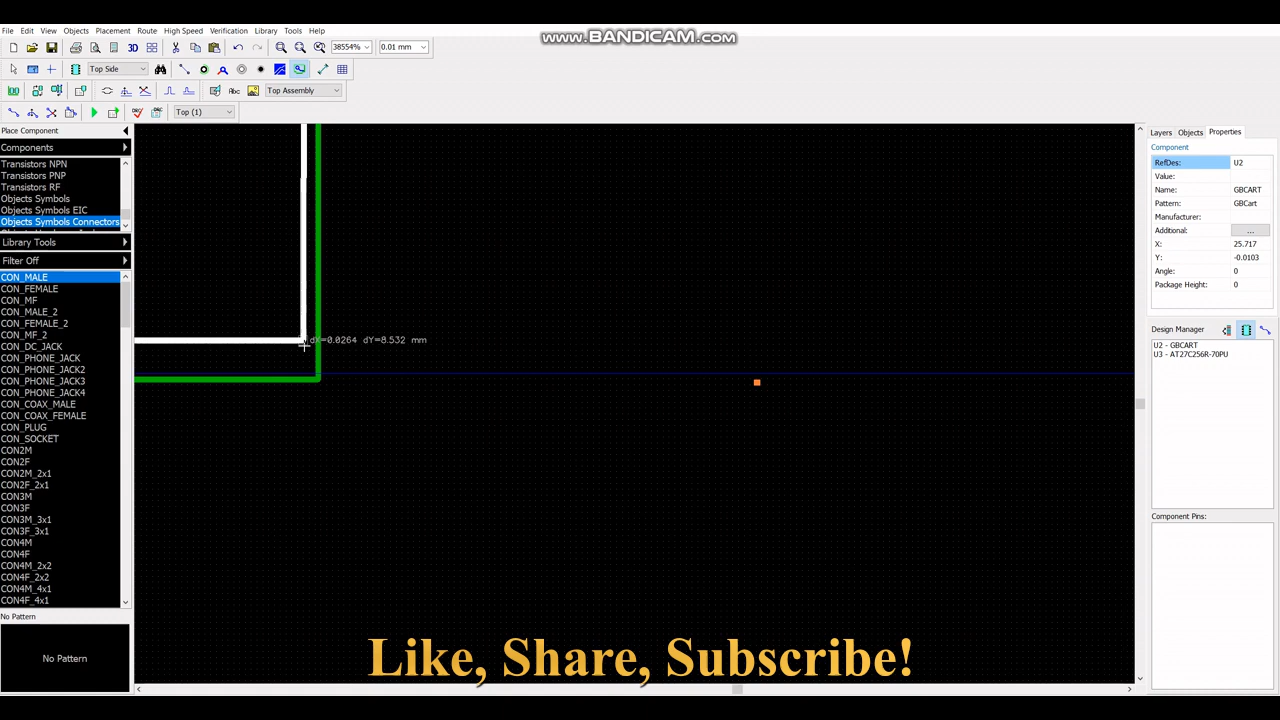 www.BANDICAM.com
File Edit View Objects Placement Route High Speed Verification Library Tools Help
3D 38554% 0.01 mm
Top Side
Abc Top Assembly
DRC Top (1)
Place Component
Components
Transistors NPN
Transistors PNP
Transistors RF
Objects Symbols
Objects Symbols EIC
Objects Symbols Connectors
Library Tools
Filter Off
CON_MALE
CON_FEMALE
CON_MF
CON_MALE_2
CON_FEMALE_2
CON_MF_2
CON_DC_JACK
CON_PHONE_JACK
CON_PHONE_JACK2
CON_PHONE_JACK3
CON_PHONE_JACK4
CON_COAX_MALE
CON_COAX_FEMALE
CON_PLUG
CON_SOCKET
CON2M
CON2F
CON2M_2x1
CON2F_2x1
CON3M
CON3F
CON3M_3x1
CON3F_3x1
CON4M
CON4F
CON4M_2x2
CON4F_2x2
CON4M_4x1
CON4F_4x1
No Pattern
No Pattern
dX=0.0264 dY=8.532 mm
Like, Share, Subscribe!
Layers Objects Properties
Component
RefDes: U2
Value:
Name: GBCART
Pattern: GBCart
Manufacturer:
Additional: ...
X: 25.717
Y: -0.0103
Angle: 0
Package Height: 0
Design Manager
U2 - GBCART
U3 - AT27C256R-70PU
Component Pins: